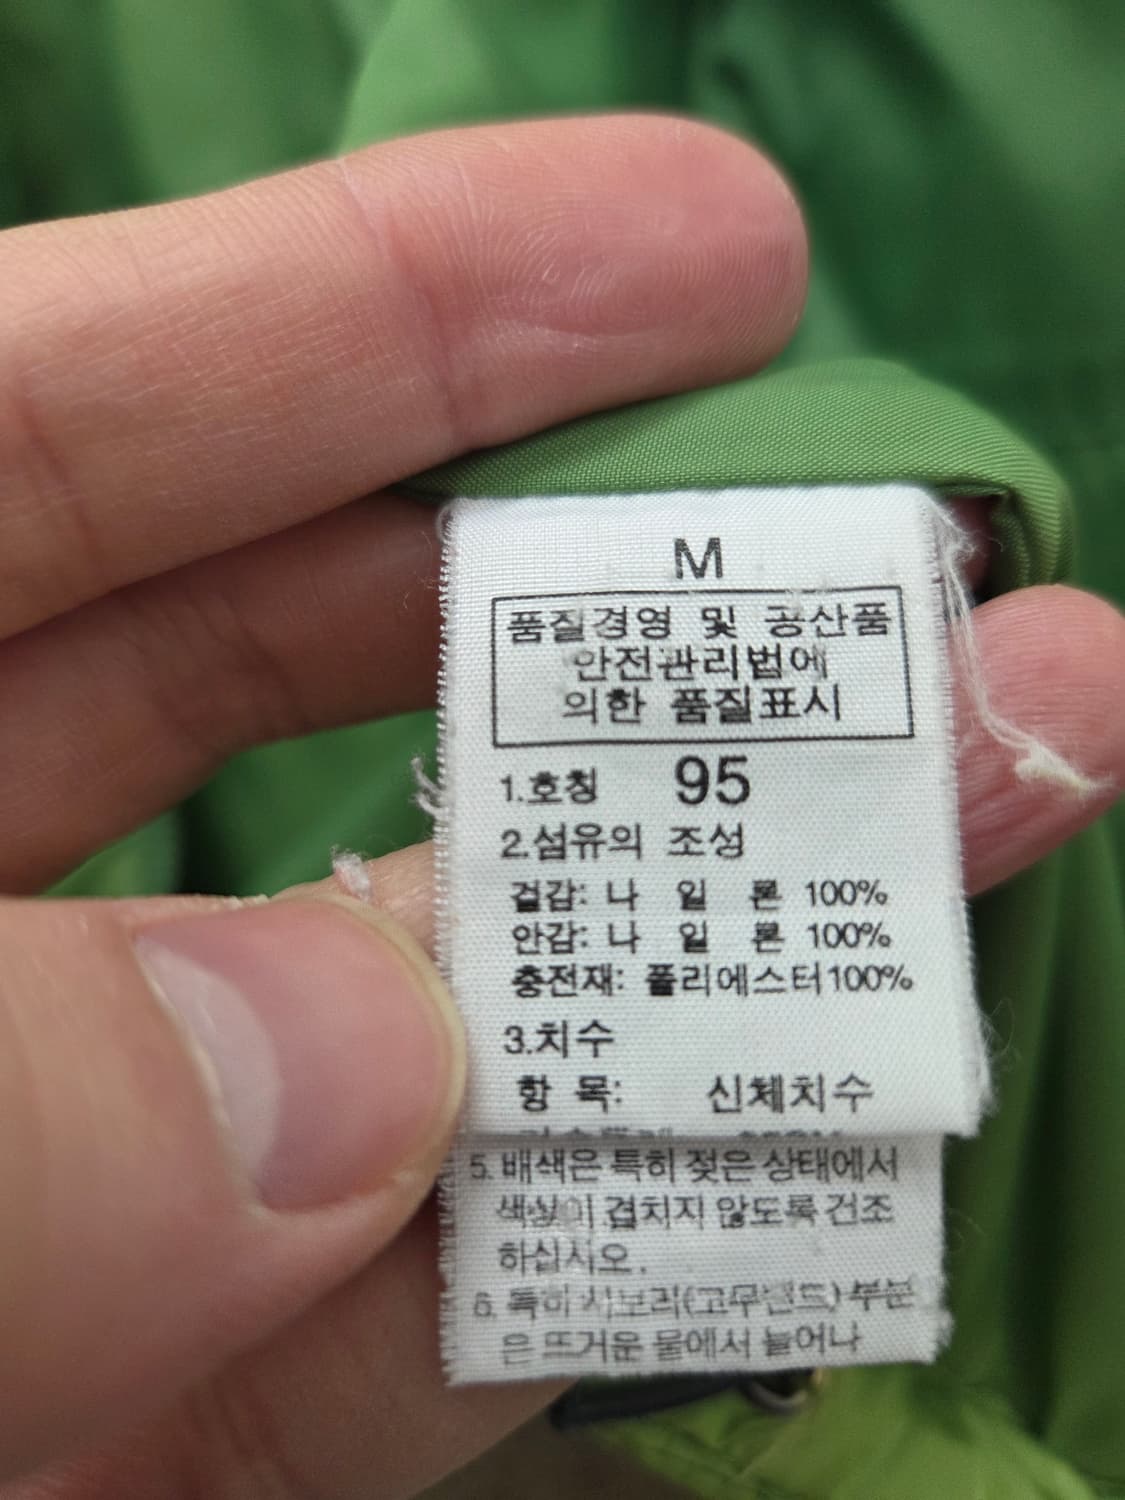 M
품질경영 및 공산품
안전관리법에
의한 품질표시
1.호칭 95
2.섬유의 조성
겉감: 나 일 론 100%
안감: 나 일 론 100%
충전재: 폴리에스터100%
3.치수
항 목: 신체치수
5. 배색은 특히 젖은 상태에서
색상이 겹치지 않도록 건조
하십시오.
6. 특히 시보리(고무밴드) 부분
은 뜨거운 물에서 늘어나